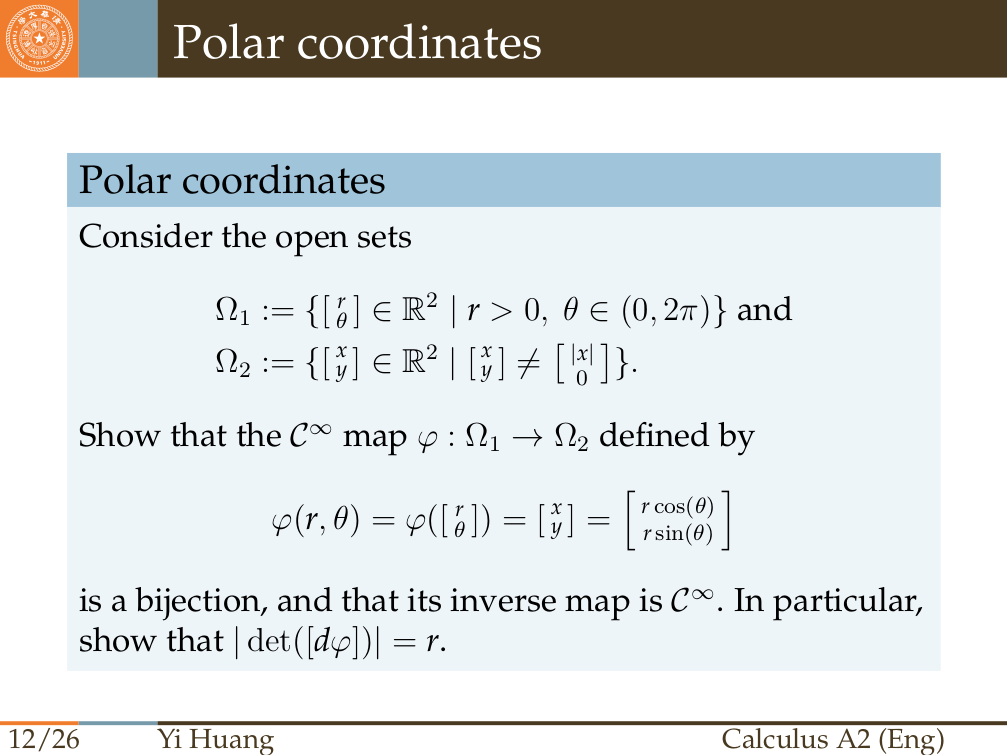 Polar coordinates
Polar coordinates
Consider the open sets
Ω₁ := {[ r θ ] ∈ ℝ² | r > 0, θ ∈ (0, 2π)} and
Ω₂ := {[ x y ] ∈ ℝ² | [ x y ] ≠ [ |x| 0 ]}.
Show that the 𝒞^∞ map φ : Ω₁ → Ω₂ defined by
φ(r, θ) = φ([ r θ ]) = [ x y ] = [ r cos(θ) r sin(θ) ]
is a bijection, and that its inverse map is 𝒞^∞. In particular,
show that | det([dφ])| = r.
12/26 Yi Huang Calculus A2 (Eng)